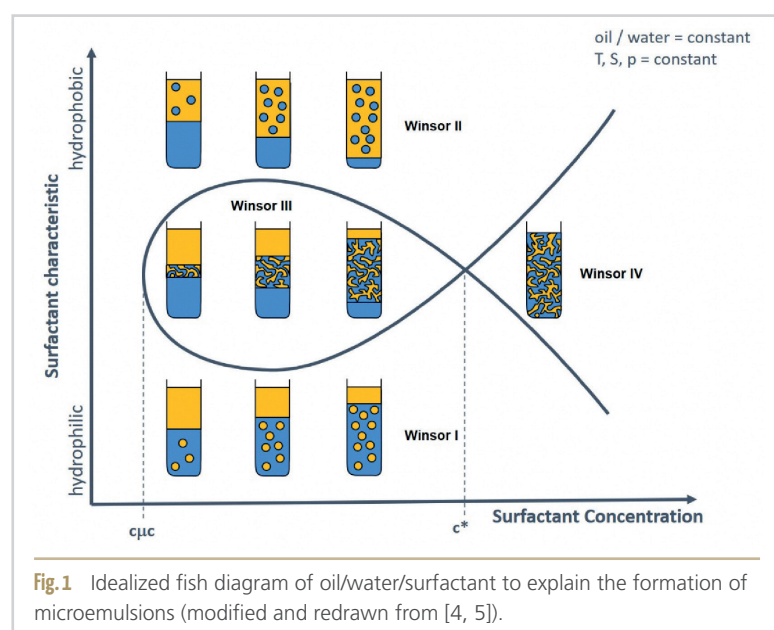 oil / water = constant
T, S, p = constant
hydrophobic
Surfactant characteristic
hydrophilic
Winsor II
Winsor III
Winsor IV
Winsor I
cμc
c*
Surfactant Concentration
Fig. 1 Idealized fish diagram of oil/water/surfactant to explain the formation of
microemulsions (modified and redrawn from [4, 5]).